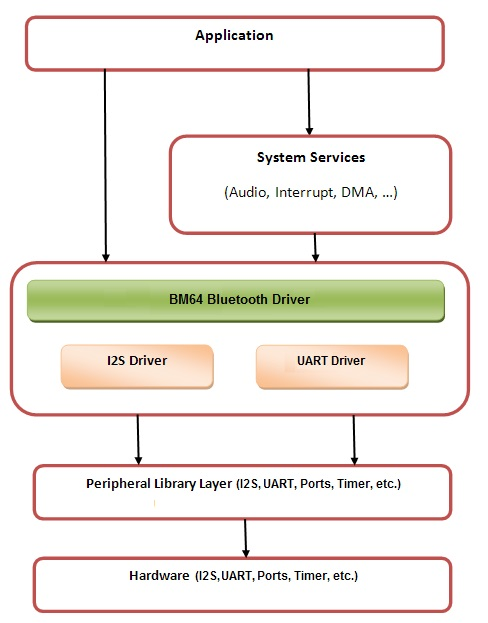 Application
System Services
(Audio, Interrupt, DMA, ...)
BM64 Bluetooth Driver
I2S Driver
UART Driver
Peripheral Library Layer (I2S, UART, Ports, Timer, etc.)
Hardware (I2S,UART, Ports, Timer, etc.)